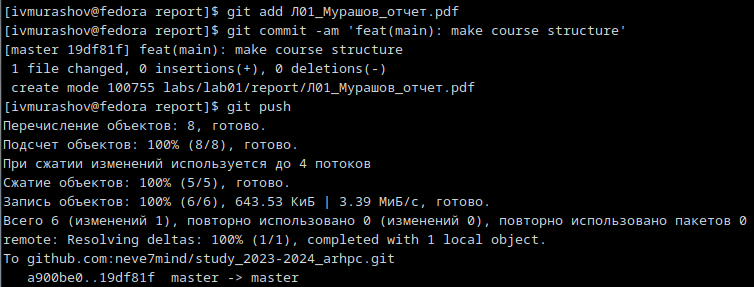 [ivmurashov@fedora report]$ git add Л01_Мурашов_отчет.pdf
[ivmurashov@fedora report]$ git commit -am 'feat(main): make course structure'
[master 19df81f] feat(main): make course structure
 1 file changed, 0 insertions(+), 0 deletions(-)
 create mode 100755 labs/lab01/report/Л01_Мурашов_отчет.pdf
[ivmurashov@fedora report]$ git push
Перечисление объектов: 8, готово.
Подсчет объектов: 100% (8/8), готово.
При сжатии изменений используется до 4 потоков
Сжатие объектов: 100% (5/5), готово.
Запись объектов: 100% (6/6), 643.53 КиБ | 3.39 МиБ/с, готово.
Всего 6 (изменений 1), повторно использовано 0 (изменений 0), повторно использовано пакетов 0
remote: Resolving deltas: 100% (1/1), completed with 1 local object.
To github.com:neve7mind/study_2023-2024_arhpc.git
   a900be0..19df81f  master -> master